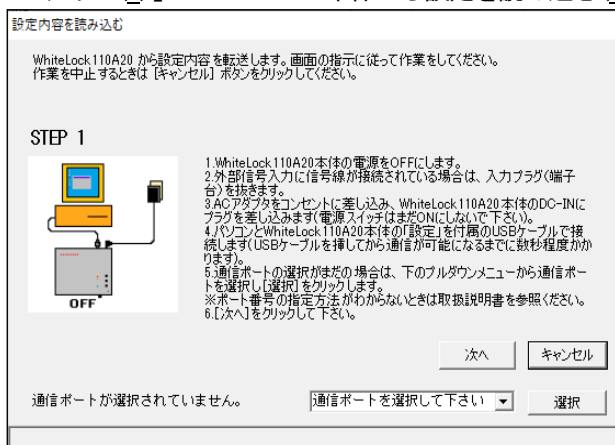 設定内容を読み込む
WhiteLock110A20 から設定内容を転送します。画面の指示に従って作業をしてください。
作業を中止するときは [キャンセル] ボタンをクリックしてください。
STEP 1
1.WhiteLock110A20本体の電源をOFFにします。
2.外部信号入力に信号線が接続されている場合は、入力プラグ(端子
台)を抜きます。
3.ACアダプタをコンセントに差し込み、WhiteLock110A20本体のDC-INに
プラグを差し込みます(電源スイッチはまだONにしないで下さい)。
4.パソコンとWhiteLock110A20本体の「設定」を付属のUSBケーブルで接
続します(USBケーブルを挿してから通信が可能になるまでに数秒程度かか
ります)。
5.通信ポートの選択がまだの場合は、下のプルダウンメニューから通信ポー
トを選択し[選択]をクリックします。
※ポート番号の指定方法がわからないときは取扱説明書を参照ください。
6.[次へ]をクリックして下さい。
OFF
次へ
キャンセル
通信ポートが選択されていません。
通信ポートを選択して下さい
選択